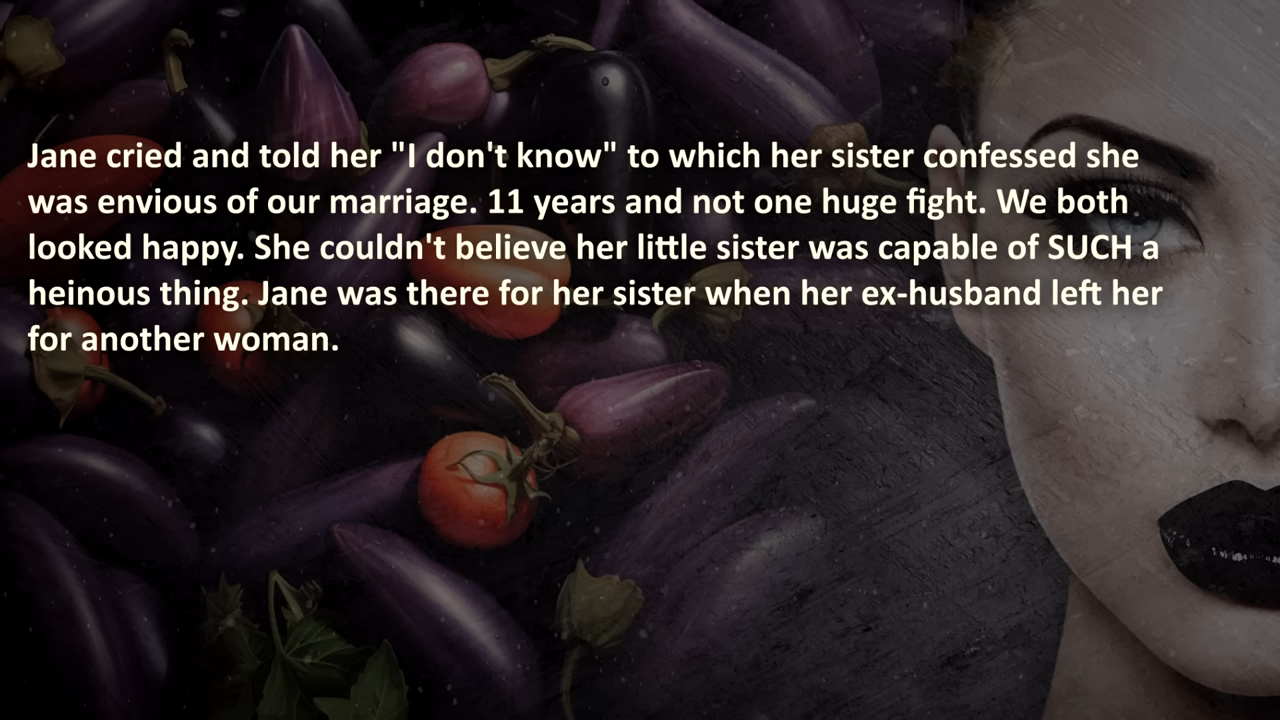 Jane cried and told her "I don't know" to which her sister confessed she
was envious of our marriage. 11 years and not one huge fight. We both
looked happy. She couldn't believe her little sister was capable of SUCH a
heinous thing. Jane was there for her sister when her ex-husband left her
for another woman.